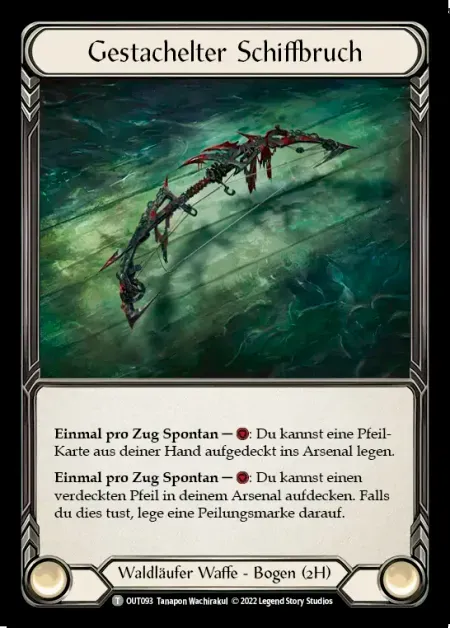 Gestachelter Schiffbruch
Einmal pro Zug Spontan — : Du kannst eine Pfeil-
Karte aus deiner Hand aufgedeckt ins Arsenal legen.
Einmal pro Zug Spontan — : Du kannst einen
verdeckten Pfeil in deinem Arsenal aufdecken. Falls
du dies tust, lege eine Peilungsmarke darauf.
Waldläufer Waffe - Bogen (2H)
T OUT093 Tanapon Wachirakul © 2022 Legend Story Studios